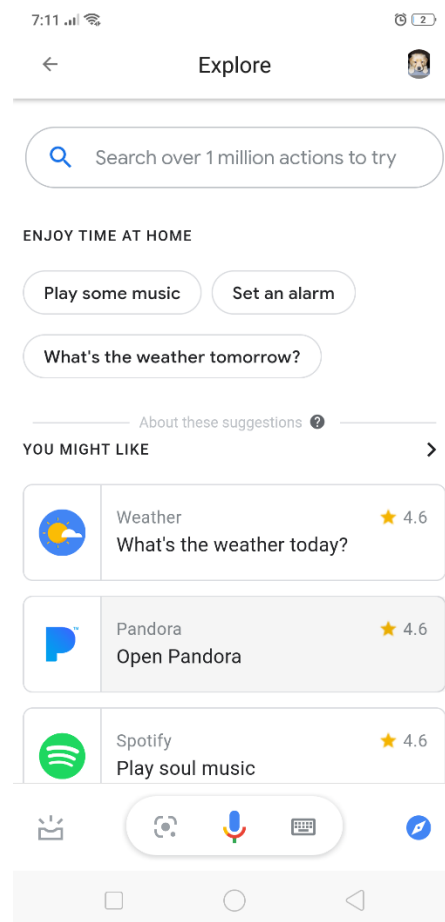 7:11
2
Explore
Search over 1 million actions to try
ENJOY TIME AT HOME
Play some music
Set an alarm
What's the weather tomorrow?
About these suggestions ?
YOU MIGHT LIKE
Weather
4.6
What's the weather today?
Pandora
4.6
Open Pandora
Spotify
4.6
Play soul music